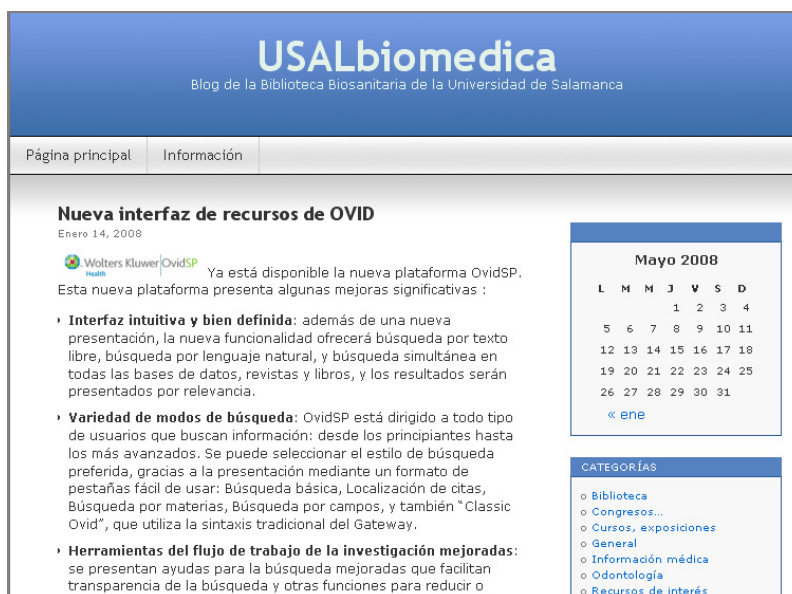 USALbiomedica
Blog de la Biblioteca Biosanitaria de la Universidad de Salamanca
Página principal
Información
Nueva interfaz de recursos de OVID
Enero 14, 2008
Wolters Kluwer OvidSP
Health
Ya está disponible la nueva plataforma OvidSP.
Esta nueva plataforma presenta algunas mejoras significativas :
Interfaz intuitiva y bien definida: además de una nueva
presentación, la nueva funcionalidad ofrecerá búsqueda por texto
libre, búsqueda por lenguaje natural, y búsqueda simultánea en
todas las bases de datos, revistas y libros, y los resultados serán
presentados por relevancia.
Variedad de modos de búsqueda: OvidSP está dirigido a todo tipo
de usuarios que buscan información: desde los principiantes hasta
los más avanzados. Se puede seleccionar el estilo de búsqueda
preferida, gracias a la presentación mediante un formato de
pestañas fácil de usar: Búsqueda básica, Localización de citas,
Búsqueda por materias, Búsqueda por campos, y también “Classic
Ovid”, que utiliza la sintaxis tradicional del Gateway.
Herramientas del flujo de trabajo de la investigación mejoradas:
se presentan ayudas para la búsqueda mejoradas que facilitan
transparencia de la búsqueda y otras funciones para reducir o
Mayo 2008
L M M J V S D
1 2 3 4
5 6 7 8 9 10 11
12 13 14 15 16 17 18
19 20 21 22 23 24 25
26 27 28 29 30 31
« ene
CATEGORÍAS
Biblioteca
Congresos...
Cursos, exposiciones
General
Información médica
Odontología
Recursos de interés